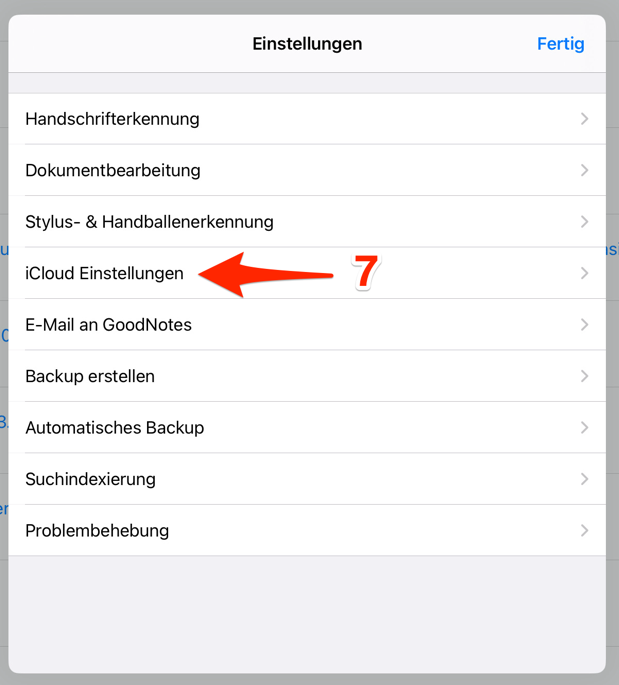 Einstellungen Fertig
Handschrifterkennung
Dokumentbearbeitung
Stylus- & Handballenerkennung
iCloud Einstellungen 7
E-Mail an GoodNotes
Backup erstellen
Automatisches Backup
Suchindexierung
Problembehebung